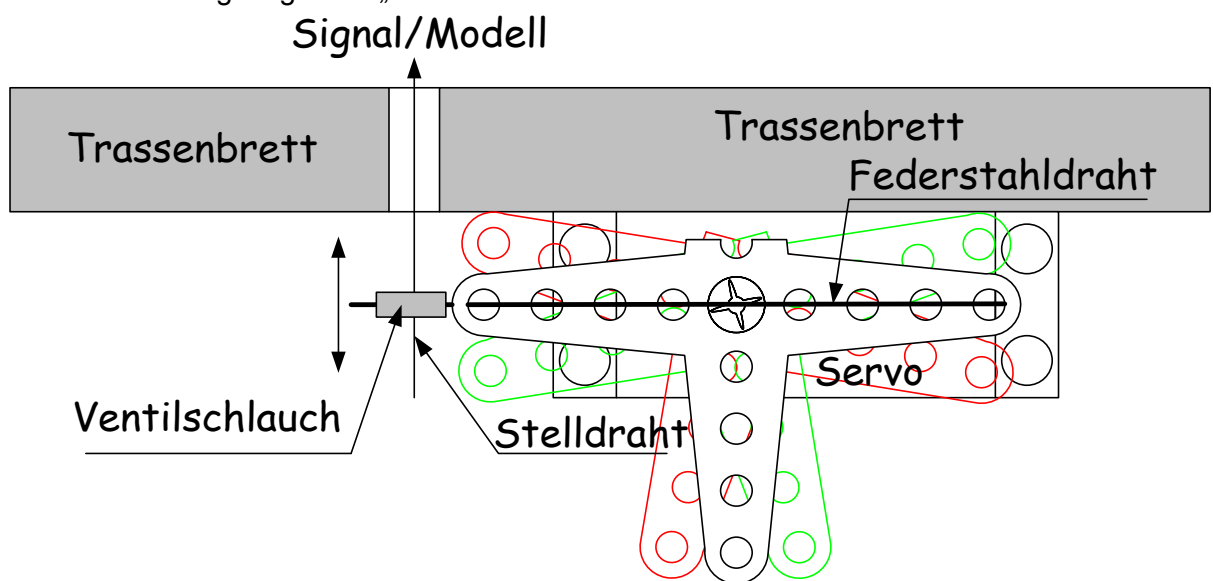 Signal/Modell
Trassenbrett
Trassenbrett
Federstahldraht
Servo
Ventilschlauch
Stelldraht